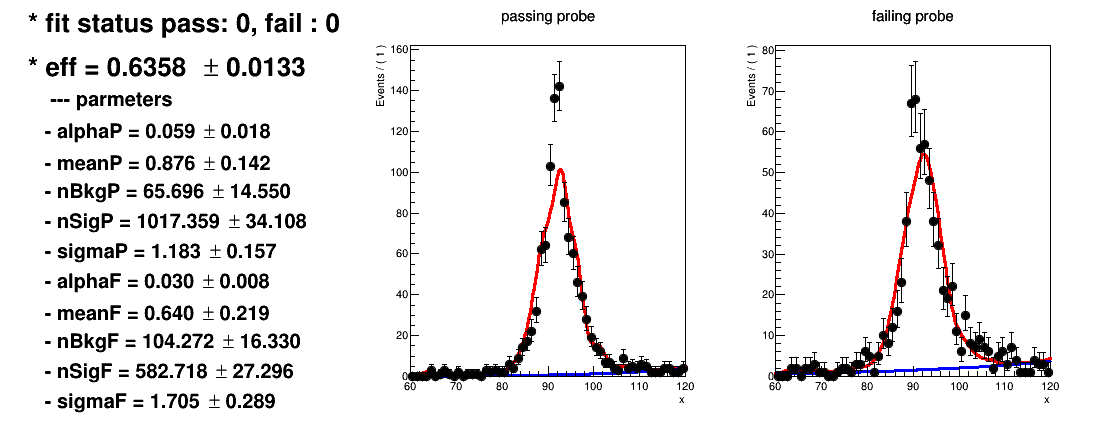 * fit status pass: 0, fail : 0
* eff = 0.6358 ± 0.0133
--- parmeters
- alphaP = 0.059 ± 0.018
- meanP = 0.876 ± 0.142
- nBkgP = 65.696 ± 14.550
- nSigP = 1017.359 ± 34.108
- sigmaP = 1.183 ± 0.157
- alphaF = 0.030 ± 0.008
- meanF = 0.640 ± 0.219
- nBkgF = 104.272 ± 16.330
- nSigF = 582.718 ± 27.296
- sigmaF = 1.705 ± 0.289
passing probe
Events / ( 1 )
160
140
120
100
80
60
40
20
0
60 70 80 90 100 110 120
x
failing probe
Events / ( 1 )
80
70
60
50
40
30
20
10
0
60 70 80 90 100 110 120
x